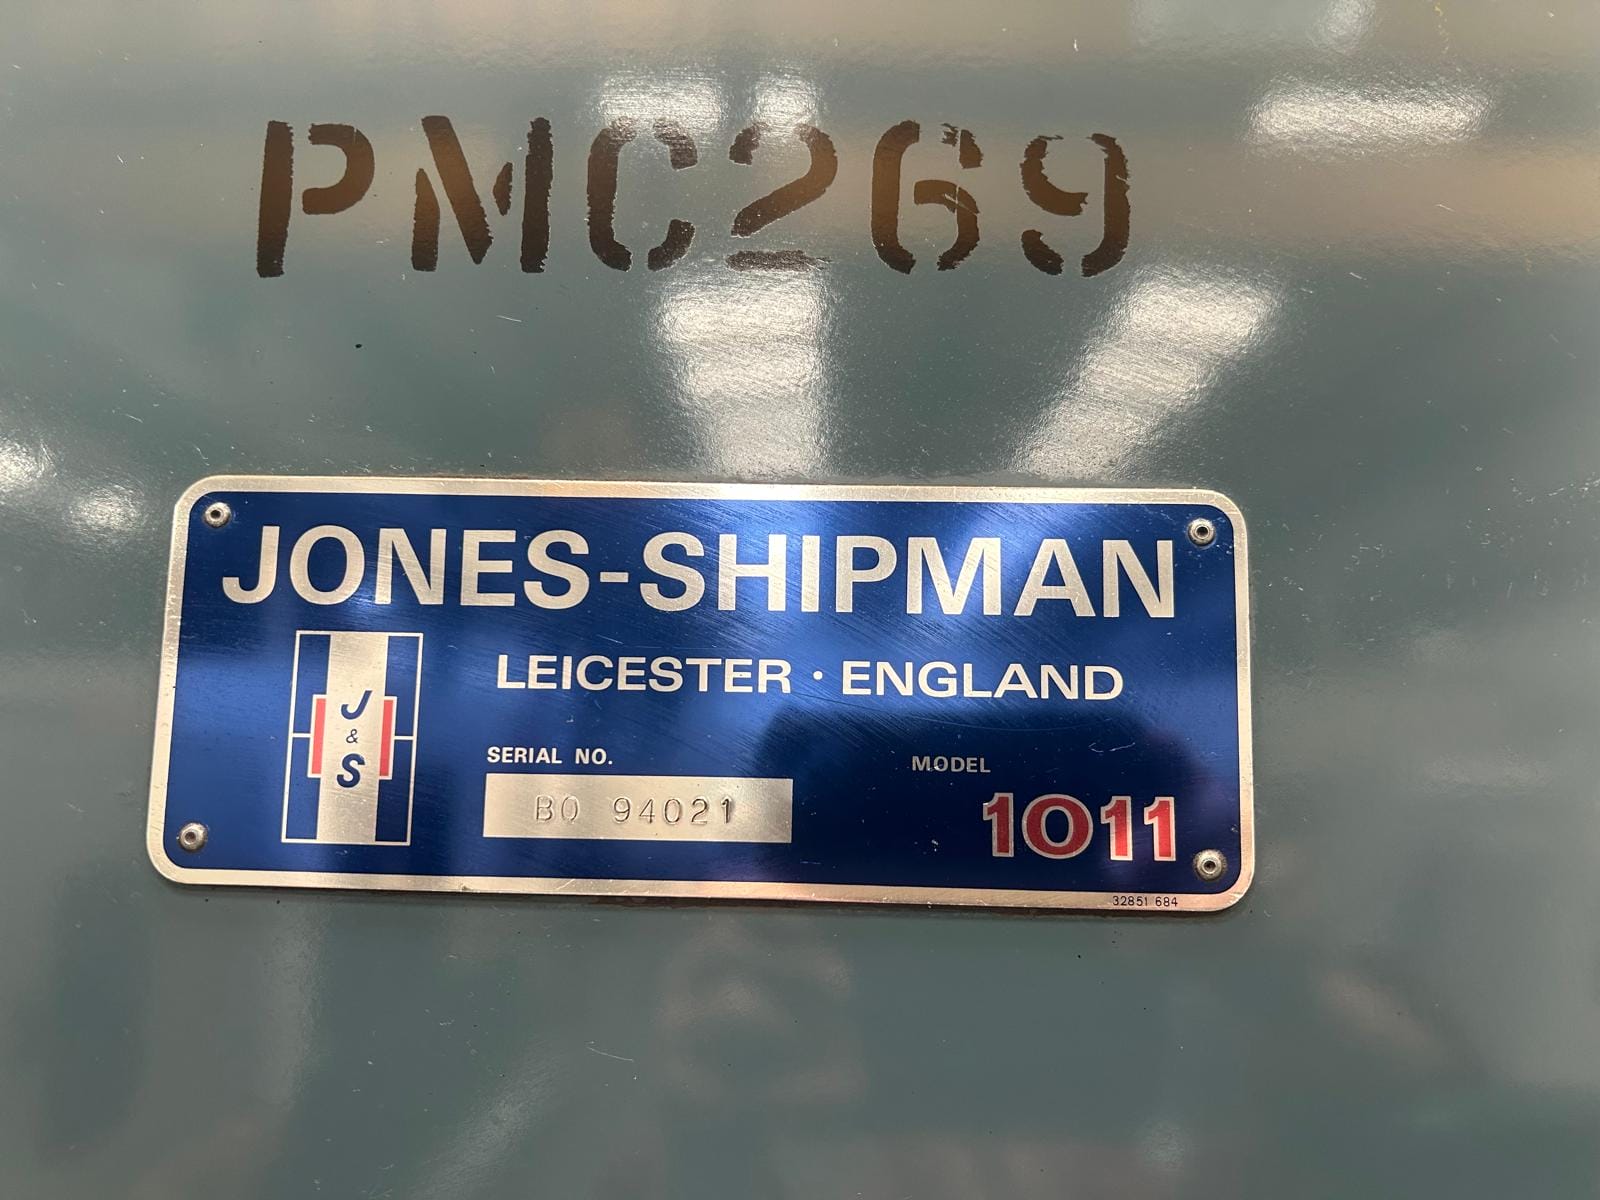 PMC269
JONES-SHIPMAN
LEICESTER · ENGLAND
J
&
S
SERIAL NO.
BO 94021
MODEL
1011
32851 684